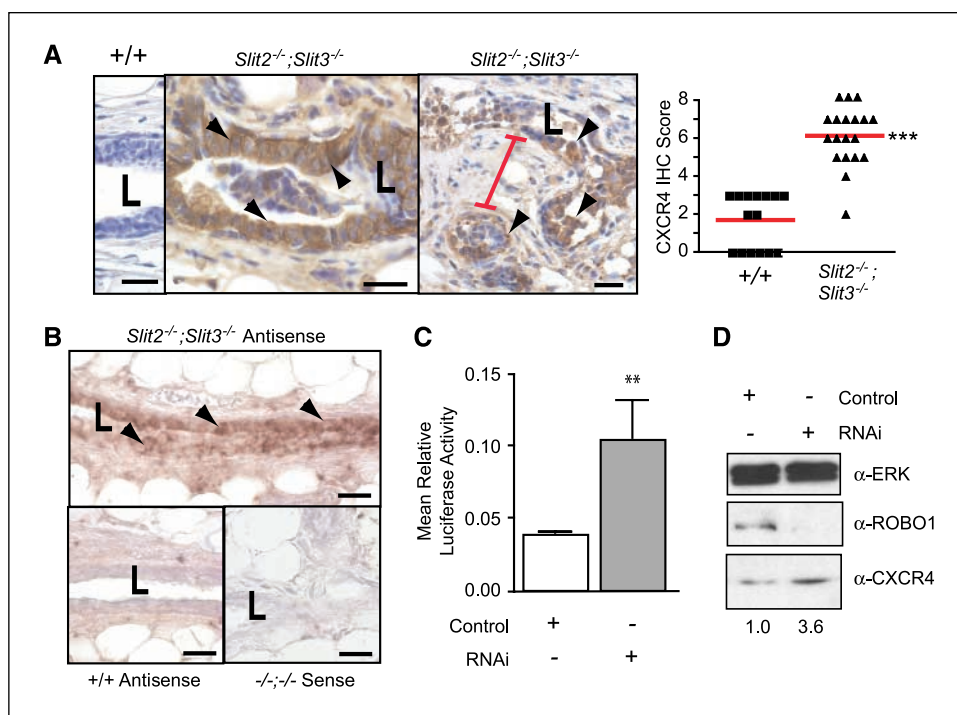 A
+/+
Slit2-/-;Slit3-/-
Slit2-/-;Slit3-/-
L
L
L
CXCR4 IHC Score
8
6
4
2
0
***
+/+
Slit2-/-;
Slit3-/-
B
Slit2-/-;Slit3-/- Antisense
L
L
L
+/+ Antisense
-/-;-/- Sense
C
Mean Relative
Luciferase Activity
0.15
0.10
0.05
0.00
**
Control + -
RNAi - +
D
+ - Control
- + RNAi
α-ERK
α-ROBO1
α-CXCR4
1.0 3.6